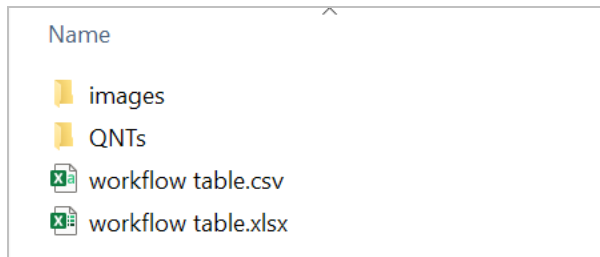 Name
images
QNTs
workflow table.csv
workflow table.xlsx